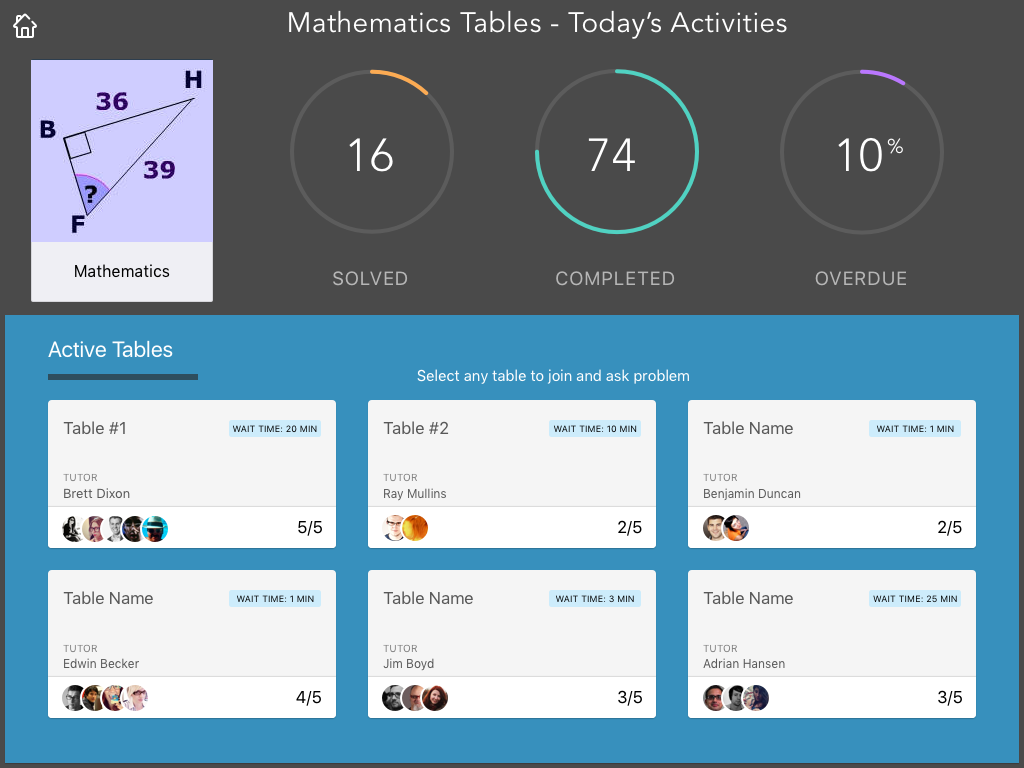 Mathematics Tables - Today’s Activities
H
36
B
39
?
F
Mathematics
16
SOLVED
74
COMPLETED
10%
OVERDUE
Active Tables
Select any table to join and ask problem
Table #1
WAIT TIME: 20 MIN
TUTOR
Brett Dixon
5/5
Table #2
WAIT TIME: 10 MIN
TUTOR
Ray Mullins
2/5
Table Name
WAIT TIME: 1 MIN
TUTOR
Benjamin Duncan
2/5
Table Name
WAIT TIME: 1 MIN
TUTOR
Edwin Becker
4/5
Table Name
WAIT TIME: 3 MIN
TUTOR
Jim Boyd
3/5
Table Name
WAIT TIME: 25 MIN
TUTOR
Adrian Hansen
3/5